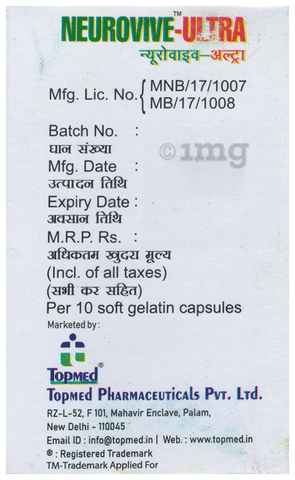 NEUROVIVE-ULTRA™
न्यूरोवाइव–अल्ट्रा
Mfg. Lic. No. { MNB/17/1007
MB/17/1008
Batch No. :
घान संख्या
Mfg. Date :
उत्पादन तिथि
Expiry Date :
अवसान तिथि
M.R.P. Rs. :
अधिकतम खुदरा मूल्य
(Incl. of all taxes)
(सभी कर सहित)
Per 10 soft gelatin capsules
Marketed by :
TOPMED®
TOPMED PHARMACEUTICALS PVT. Ltd.
RZ-L-52, F 101, Mahavir Enclave, Palam,
New Delhi - 110045
Email ID : info@topmed.in | Web. : www.topmed.in
® : Registered Trademark
TM-Trademark Applied For
©1mg